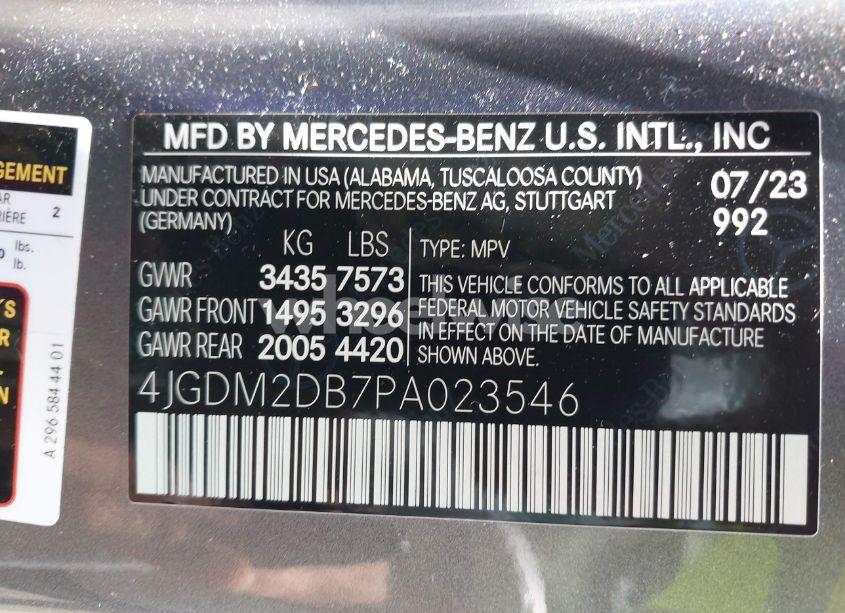 MFD BY MERCEDES-BENZ U.S. INTL., INC
MANUFACTURED IN USA (ALABAMA, TUSCALOOSA COUNTY)
UNDER CONTRACT FOR MERCEDES-BENZ AG, STUTTGART
(GERMANY)
07/23
992
KG LBS
GVWR 3435 7573
GAWR FRONT 1495 3296
GAWR REAR 2005 4420
TYPE: MPV
THIS VEHICLE CONFORMS TO ALL APPLICABLE
FEDERAL MOTOR VEHICLE SAFETY STANDARDS
IN EFFECT ON THE DATE OF MANUFACTURE
SHOWN ABOVE.
4JGDM2DB7PA023546
2
lbs.
lb.
A 296 584 44 01
Mercedes-Benz